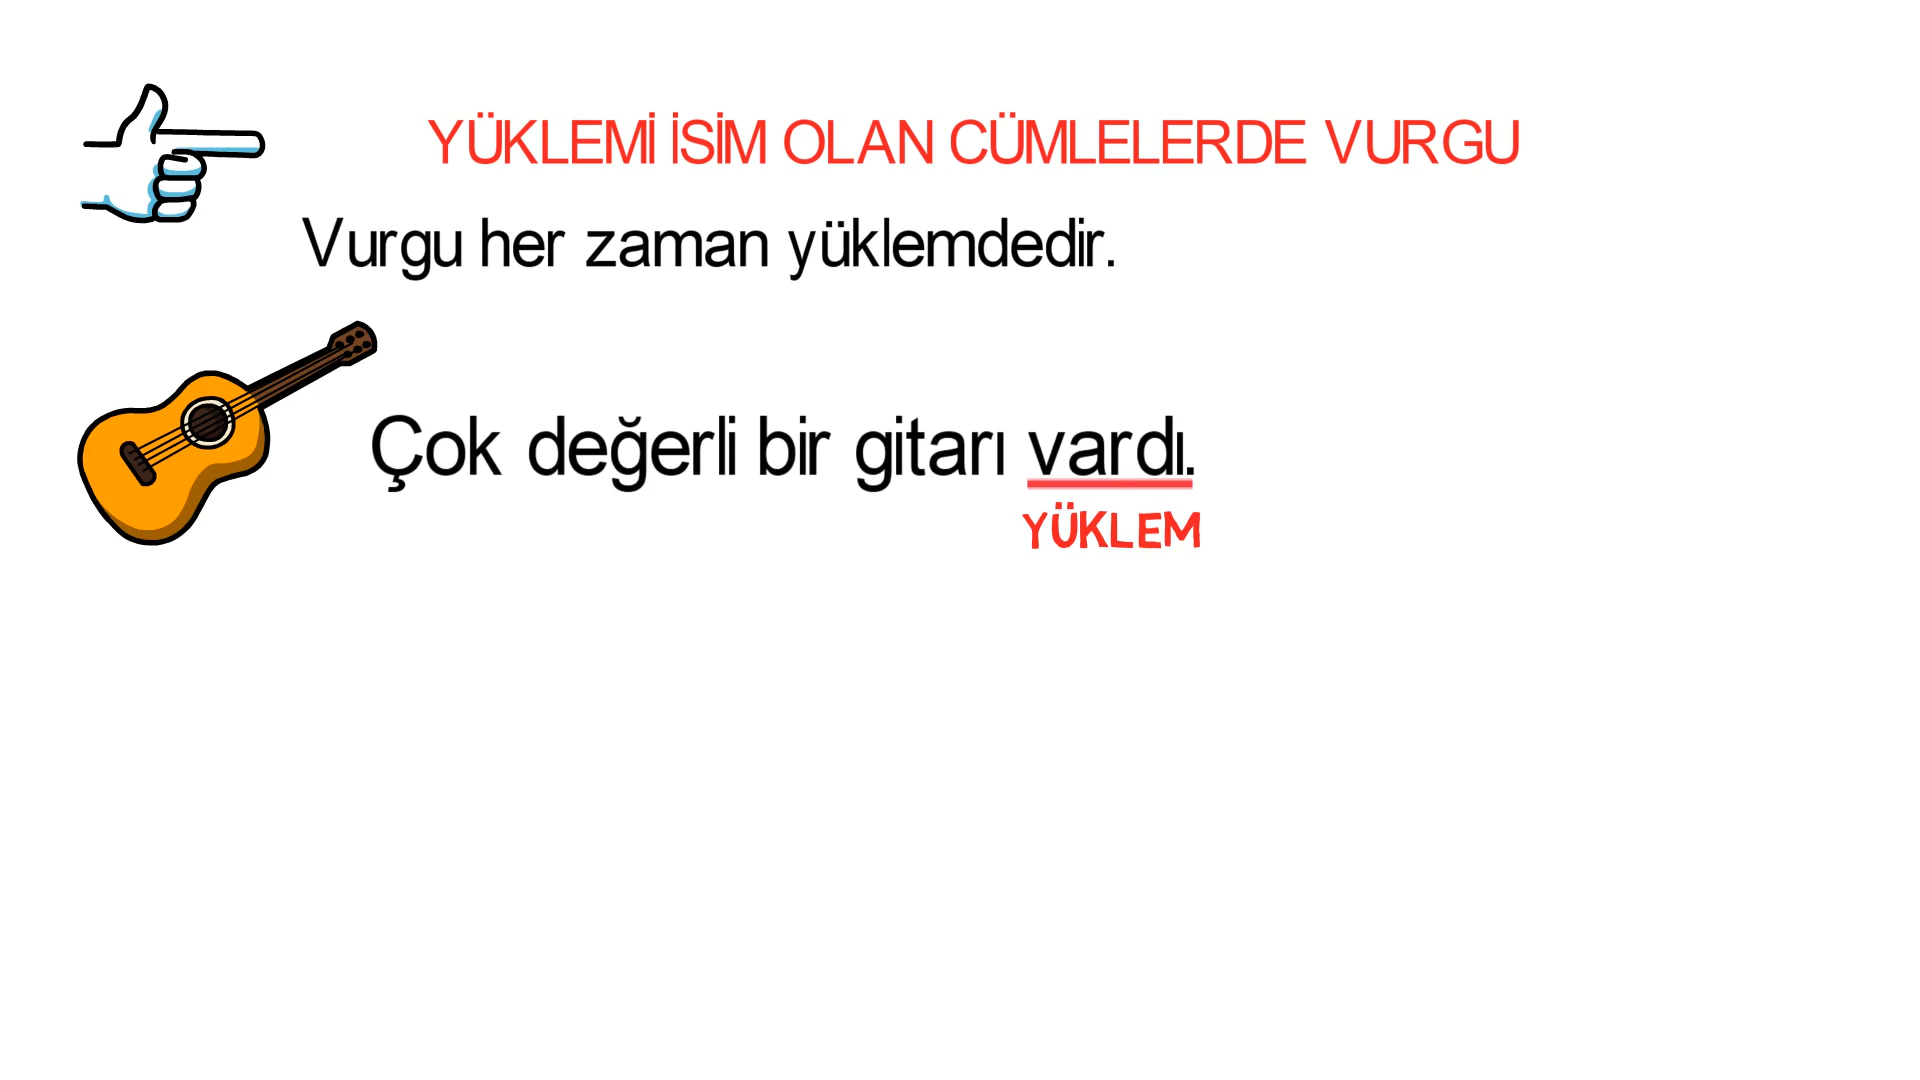 YÜKLEMİ İSİM OLAN CÜMLELERDE VURGU
Vurgu her zaman yüklemdedir.
Çok değerli bir gitarı vardı.
YÜKLEM